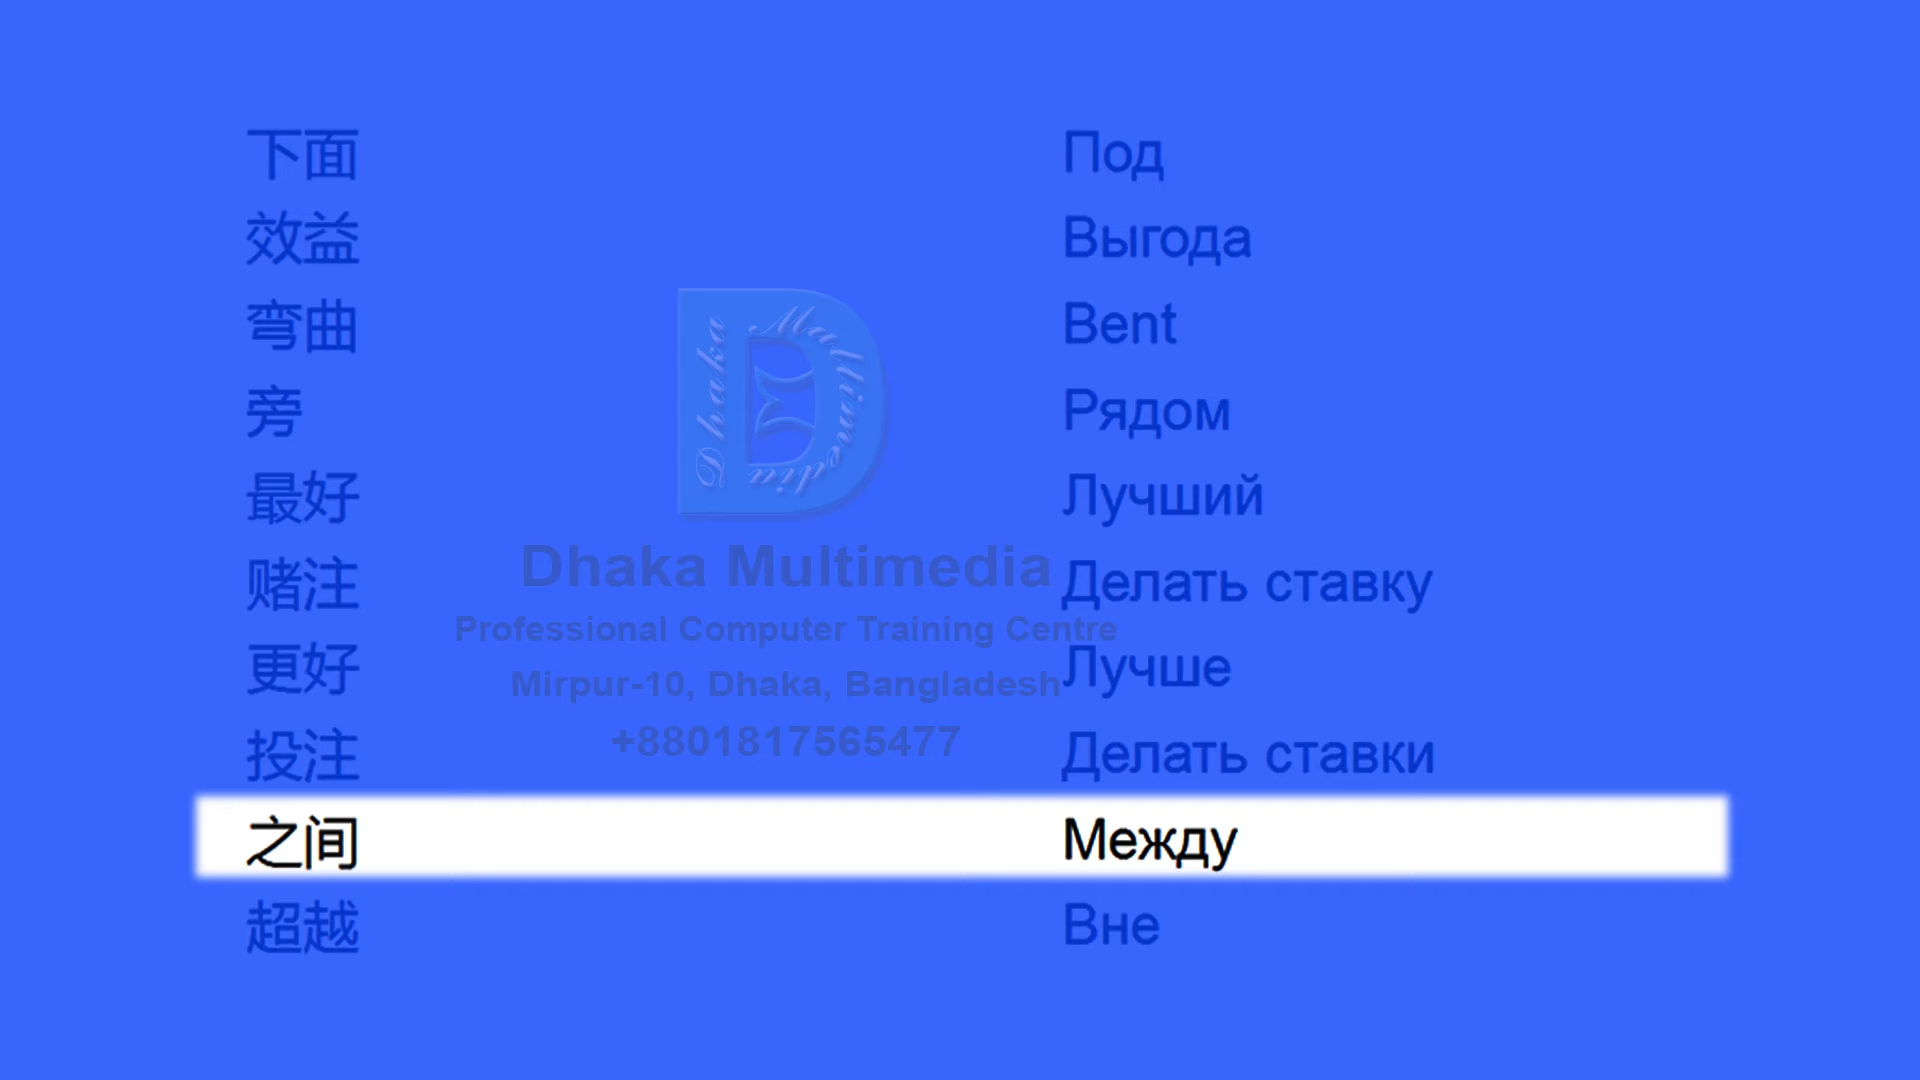 下面 Под
效益 Выгода
弯曲 Bent
旁 Рядом
最好 Лучший
赌注 Делать ставку
更好 Лучше
投注 Делать ставки
之间 Между
超越 Вне
Dhaka Multimedia
Dhaka Multimedia
Professional Computer Training Centre
Mirpur-10, Dhaka, Bangladesh
+8801817565477